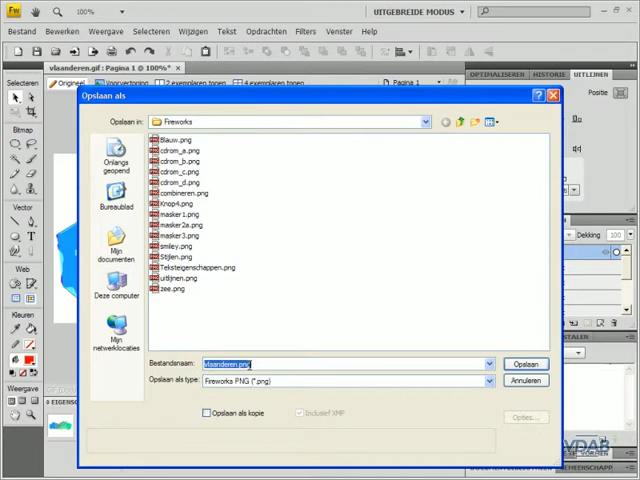 Fw
100%
UITGEBREIDE MODUS
Bestand
Bewerken
Weergave
Selecteren
Wijzigen
Tekst
Opdrachten
Filters
Venster
Help
vlaanderen.gif: Pagina 1 @ 100%*
Selecteren
Origineel
Voorvertoning
2 exemplaren tonen
4 exemplaren tonen
Pagina 1
OPTIMALISEREN
HISTORIE
UITLIJNEN
Positie:
Opslaan als
Opslaan in:
Fireworks
Onlangs geopend
Bureaublad
Mijn documenten
Deze computer
Mijn netwerklocaties
Blauw.png
cdrom_a.png
cdrom_b.png
cdrom_c.png
cdrom_d.png
combineren.png
Knop4.png
masker1.png
masker2a.png
masker3.png
smiley.png
Stijlen.png
Teksteigenschappen.png
uitlijnen.png
zee.png
Bitmap
Vector
Web
Kleuren
Dekking
100
Bestandsnaam:
vlaanderen.png
Opslaan
Opslaan als type:
Fireworks PNG (*.png)
Annuleren
Opslaan als kopie
Inclusief XMP
Opties...
VDAB